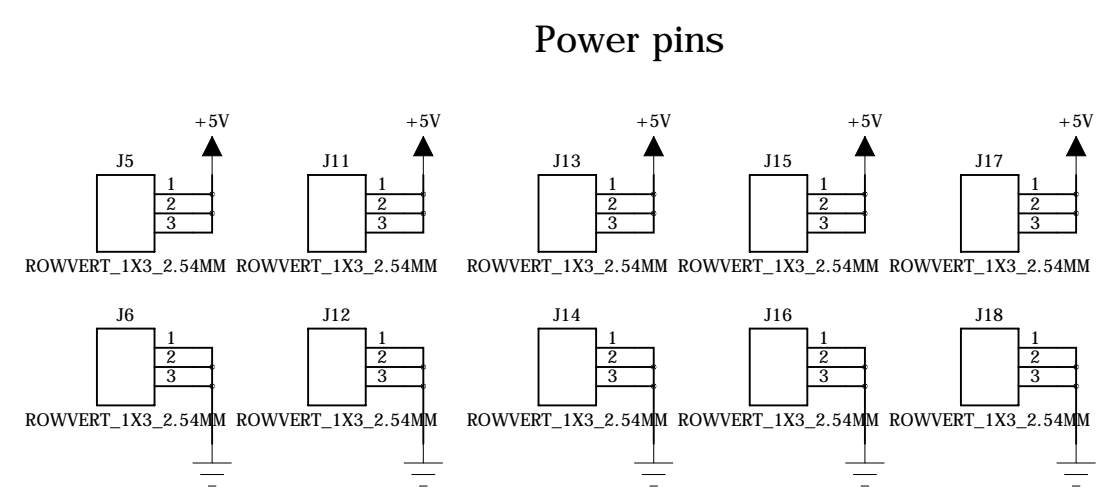 Power pins
+5V +5V +5V +5V +5V
J5 J11 J13 J15 J17
1 1 1 1 1
2 2 2 2 2
3 3 3 3 3
ROWVERT_1X3_2.54MM ROWVERT_1X3_2.54MM ROWVERT_1X3_2.54MM ROWVERT_1X3_2.54MM ROWVERT_1X3_2.54MM
J6 J12 J14 J16 J18
1 1 1 1 1
2 2 2 2 2
3 3 3 3 3
ROWVERT_1X3_2.54MM ROWVERT_1X3_2.54MM ROWVERT_1X3_2.54MM ROWVERT_1X3_2.54MM ROWVERT_1X3_2.54MM